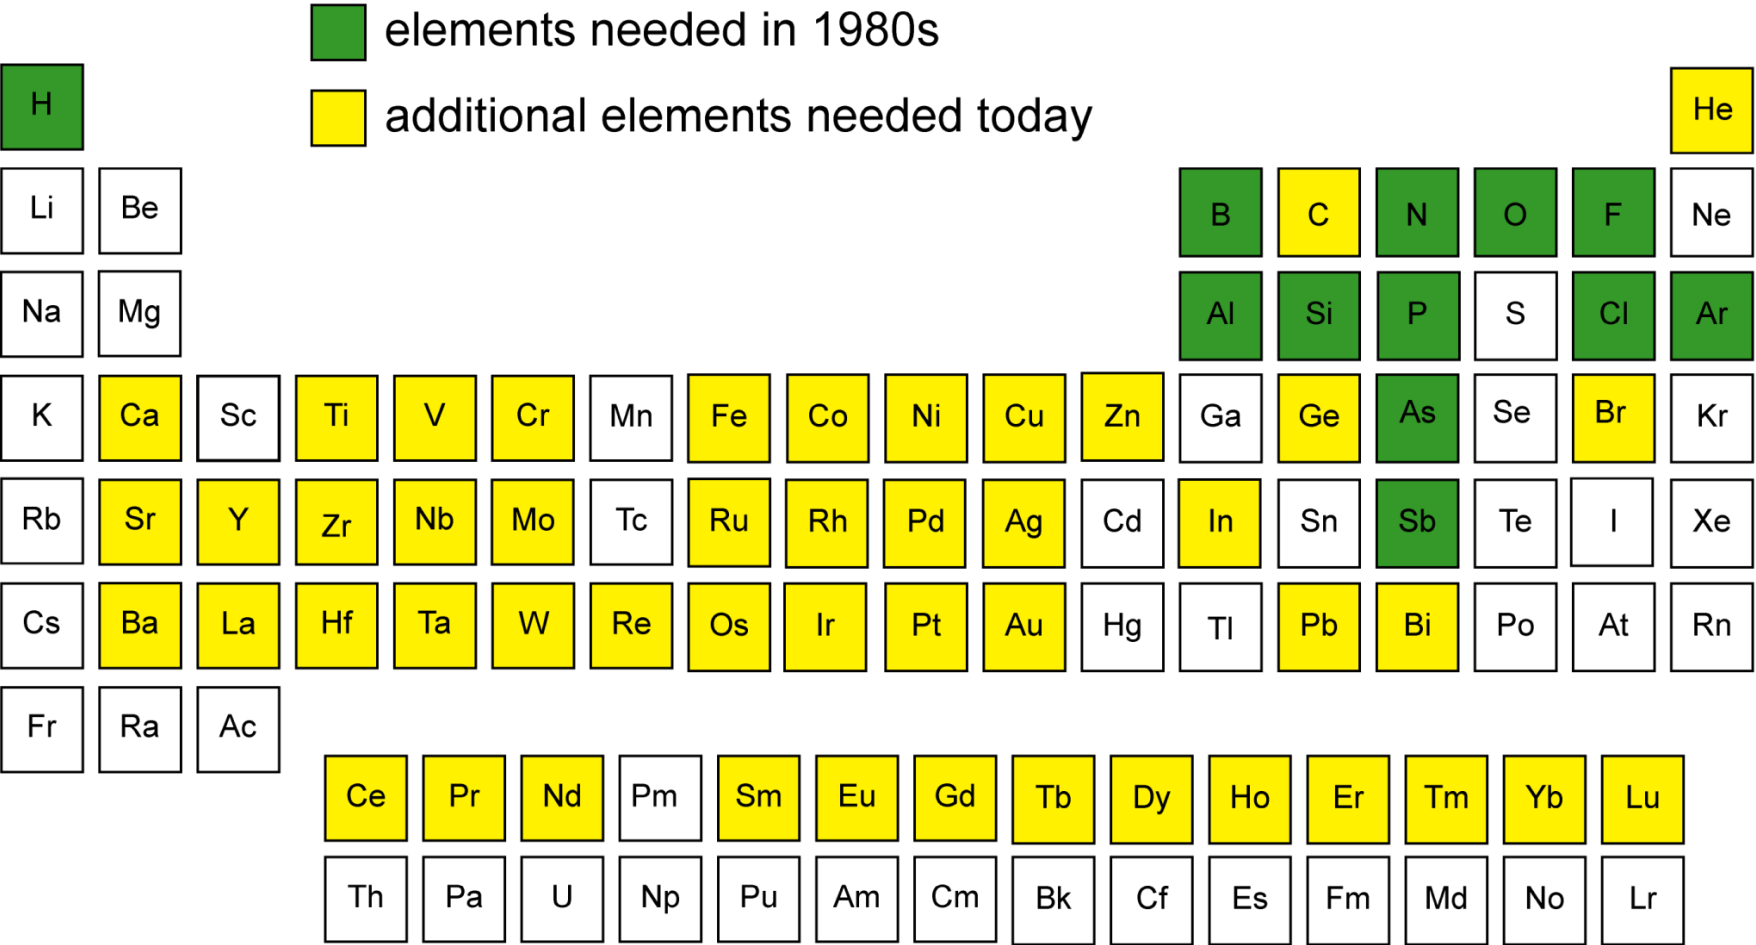 elements needed in 1980s
additional elements needed today
H He
Li Be B C N O F Ne
Na Mg Al Si P S Cl Ar
K Ca Sc Ti V Cr Mn Fe Co Ni Cu Zn Ga Ge As Se Br Kr
Rb Sr Y Zr Nb Mo Tc Ru Rh Pd Ag Cd In Sn Sb Te I Xe
Cs Ba La Hf Ta W Re Os Ir Pt Au Hg Tl Pb Bi Po At Rn
Fr Ra Ac
Ce Pr Nd Pm Sm Eu Gd Tb Dy Ho Er Tm Yb Lu
Th Pa U Np Pu Am Cm Bk Cf Es Fm Md No Lr